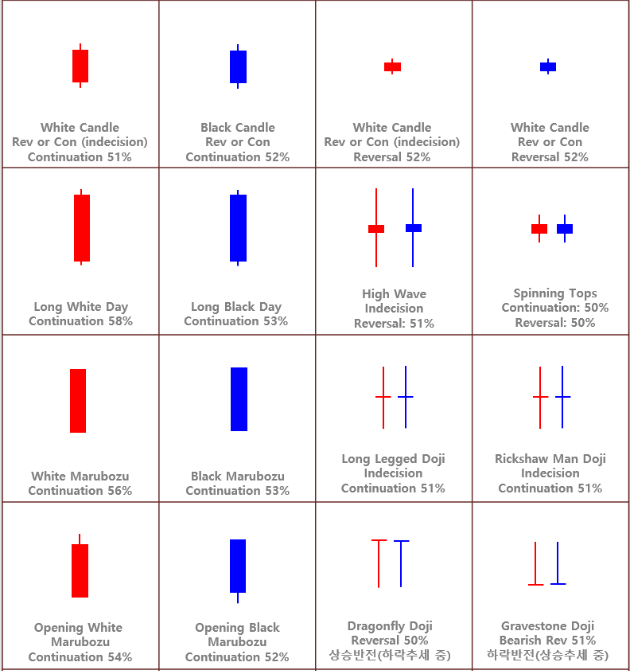 White Candle
Rev or Con (indecision)
Continuation 51%
Black Candle
Rev or Con
Continuation 52%
White Candle
Rev or Con (indecision)
Reversal 52%
White Candle
Rev or Con
Reversal 52%
Long White Day
Continuation 58%
Long Black Day
Continuation 53%
High Wave
Indecision
Reversal: 51%
Spinning Tops
Continuation: 50%
Reversal: 50%
White Marubozu
Continuation 56%
Black Marubozu
Continuation 53%
Long Legged Doji
Indecision
Continuation 51%
Rickshaw Man Doji
Indecision
Continuation 51%
Opening White
Marubozu
Continuation 54%
Opening Black
Marubozu
Continuation 52%
Dragonfly Doji
Reversal 50%
상승반전(하락추세 중)
Gravestone Doji
Bearish Rev 51%
하락반전(상승추세 중)